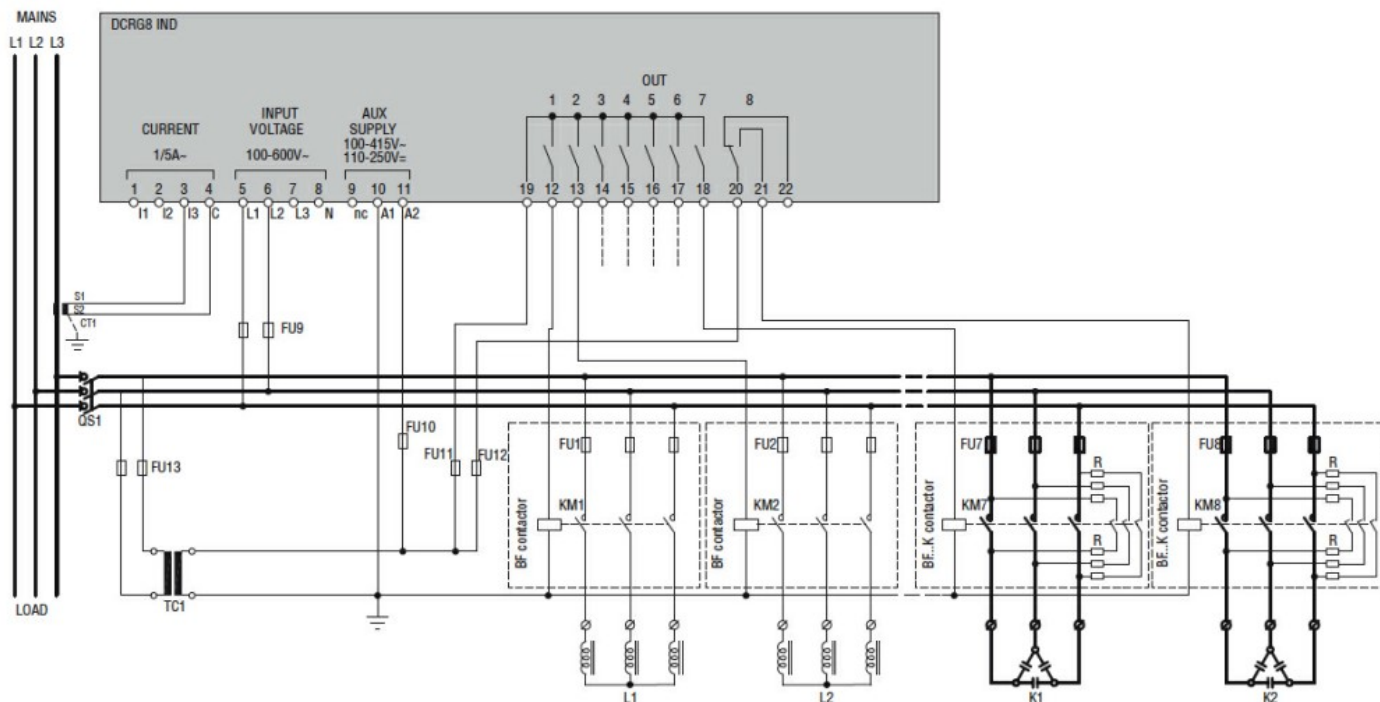 MAINS
L1 L2 L3
DCRG8 IND
OUT
1 2 3 4 5 6 7 8
CURRENT
1/5A~
INPUT
VOLTAGE
100-600V~
AUX
SUPPLY
100-415V~
110-250V=
1 2 3 4 5 6 7 8 9 10 11 19 12 13 14 15 16 17 18 20 21 22
I1 I2 I3 C L1 L2 L3 N nc A1 A2
S1
S2
CT1
FU9
QS1
FU13
FU10
FU11
FU12
FU1
FU2
FU7
FU8
R
R
BF contactor
KM1
BF contactor
KM2
BF...K contactor
KM7
BF...K contactor
KM8
R
R
LOAD
TC1
L1
L2
K1
K2